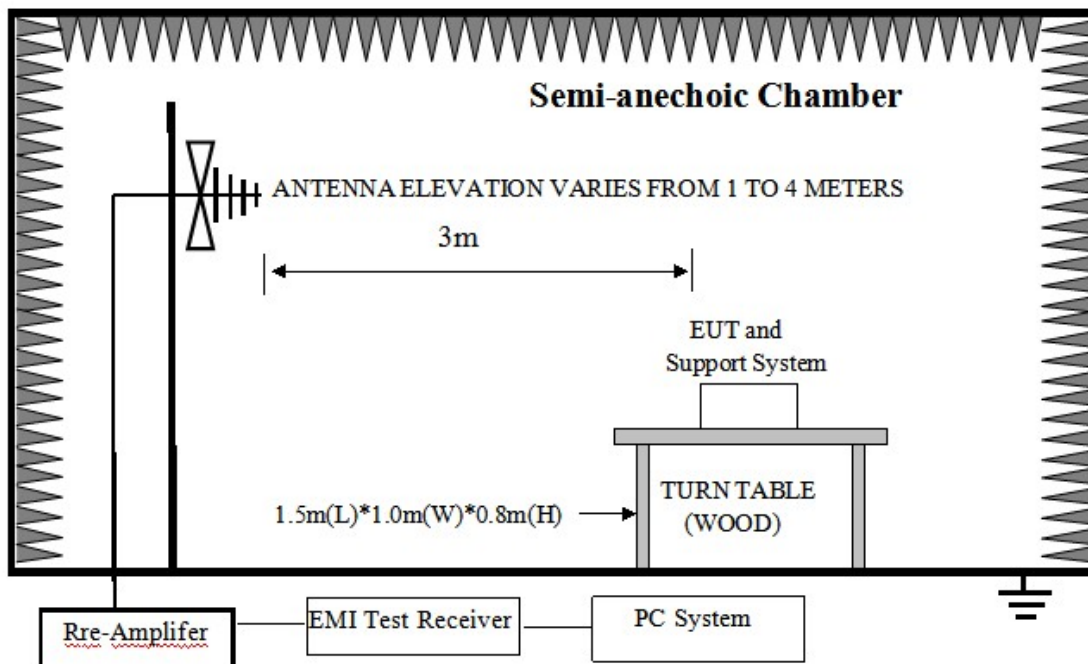 Semi-anechoic Chamber
ANTENNA ELEVATION VARIES FROM 1 TO 4 METERS
3m
EUT and
Support System
TURN TABLE
(WOOD)
1.5m(L)*1.0m(W)*0.8m(H)
Rre-Amplifer
EMI Test Receiver
PC System